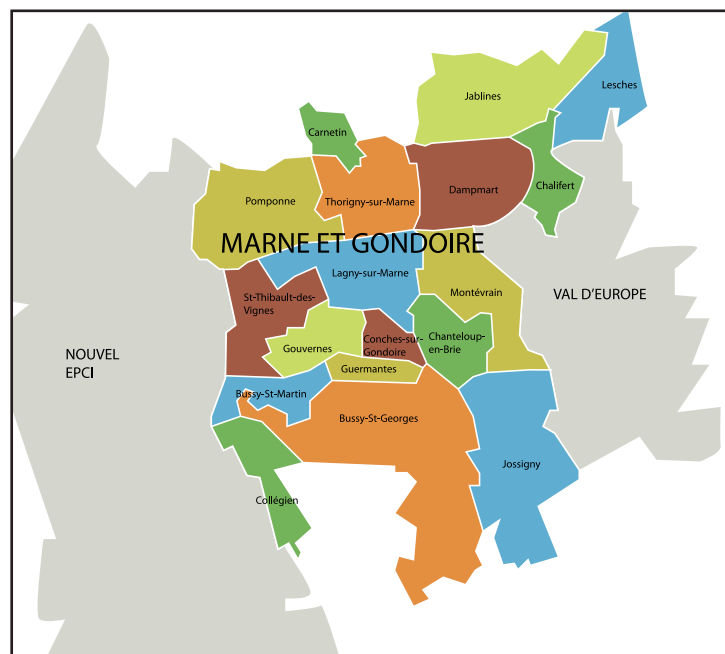 Lesches
Jablines
Carnetin
Chalifert
Dampmart
Pomponne
Thorigny-sur-Marne
MARNE ET GONDOIRE
Lagny-sur-Marne
Montévrain
VAL D'EUROPE
St-Thibault-des-
Vignes
Conches-sur-
Gondoire
Chanteloup-
en-Brie
Gouvernes
NOUVEL
EPCI
Guermantes
Bussy-St-Martin
Bussy-St-Georges
Jossigny
Collégien